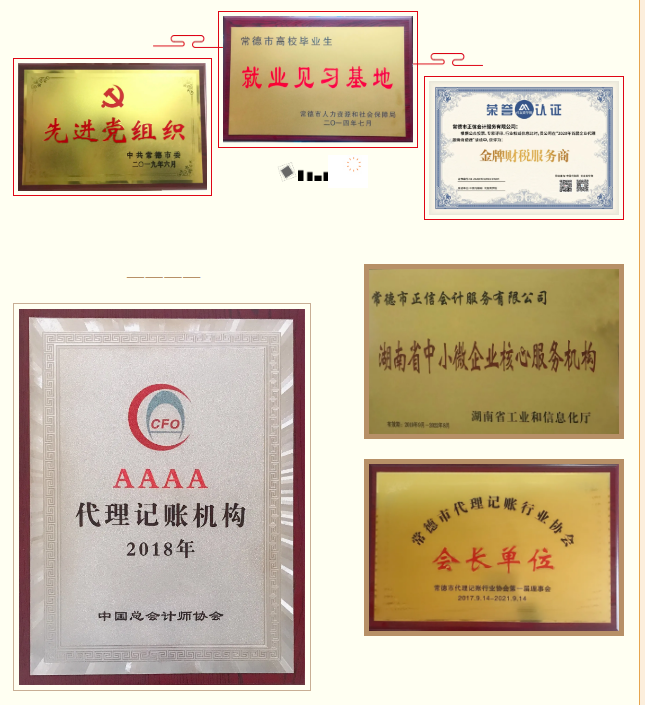 先进党组织
中共常德市委
二〇一九年六月
常德市高校毕业生
就业见习基地
常德市人力资源和社会保障局
二〇一四年七月
荣誉认证
常德市正信会计服务有限公司:
金牌财税服务商
CFO
AAAA
代理记账机构
2018年
中国总会计师协会
常德市正信会计服务有限公司
湖南省中小微企业核心服务机构
湖南省工业和信息化厅
常德市代理记账行业协会
会长单位
常德市代理记账行业协会第一届理事会
2017.9.14-2021.9.14